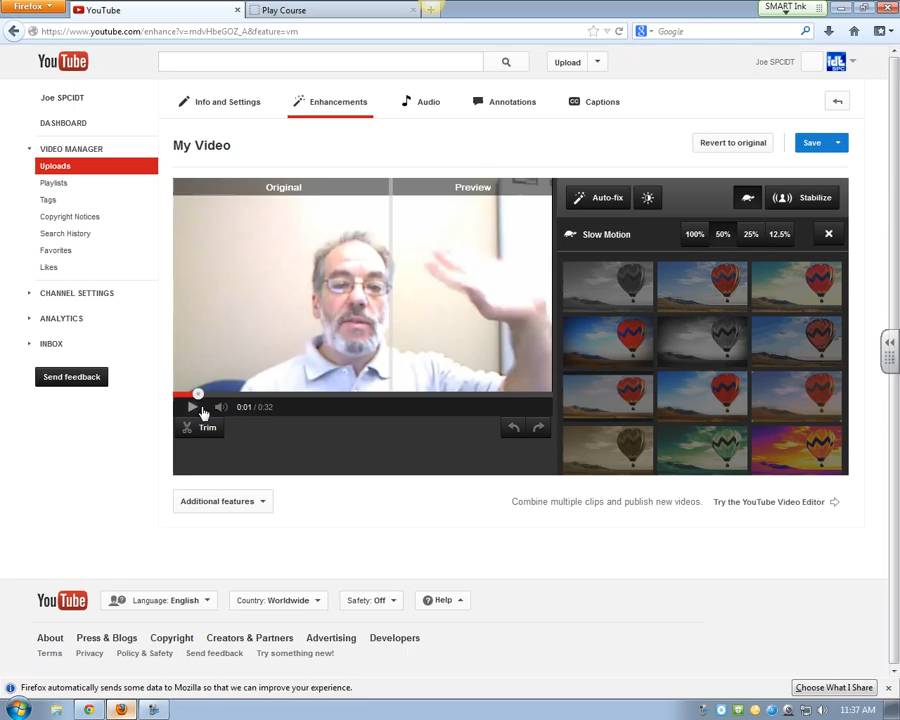 Firefox
YouTube
Play Course
SMART Ink
https://www.youtube.com/enhance?v=mdvHbeGOZ_A&feature=vm
Google
YouTube
Upload
Joe SPCIDT
idt
SPC
Joe SPCIDT
DASHBOARD
VIDEO MANAGER
Uploads
Playlists
Tags
Copyright Notices
Search History
Favorites
Likes
CHANNEL SETTINGS
ANALYTICS
INBOX
Send feedback
Info and Settings
Enhancements
Audio
CC Captions
Annotations
My Video
Revert to original
Save
Original
Preview
0:01 / 0:32
Trim
Auto-fix
Stabilize
Slow Motion
100%
50%
25%
12.5%
Additional features
Combine multiple clips and publish new videos.
Try the YouTube Video Editor
YouTube
Language: English
Country: Worldwide
Safety: Off
Help
About
Press & Blogs
Copyright
Creators & Partners
Advertising
Developers
Terms
Privacy
Policy & Safety
Send feedback
Try something new!
Firefox automatically sends some data to Mozilla so that we can improve your experience.
Choose What I Share
11:37 AM